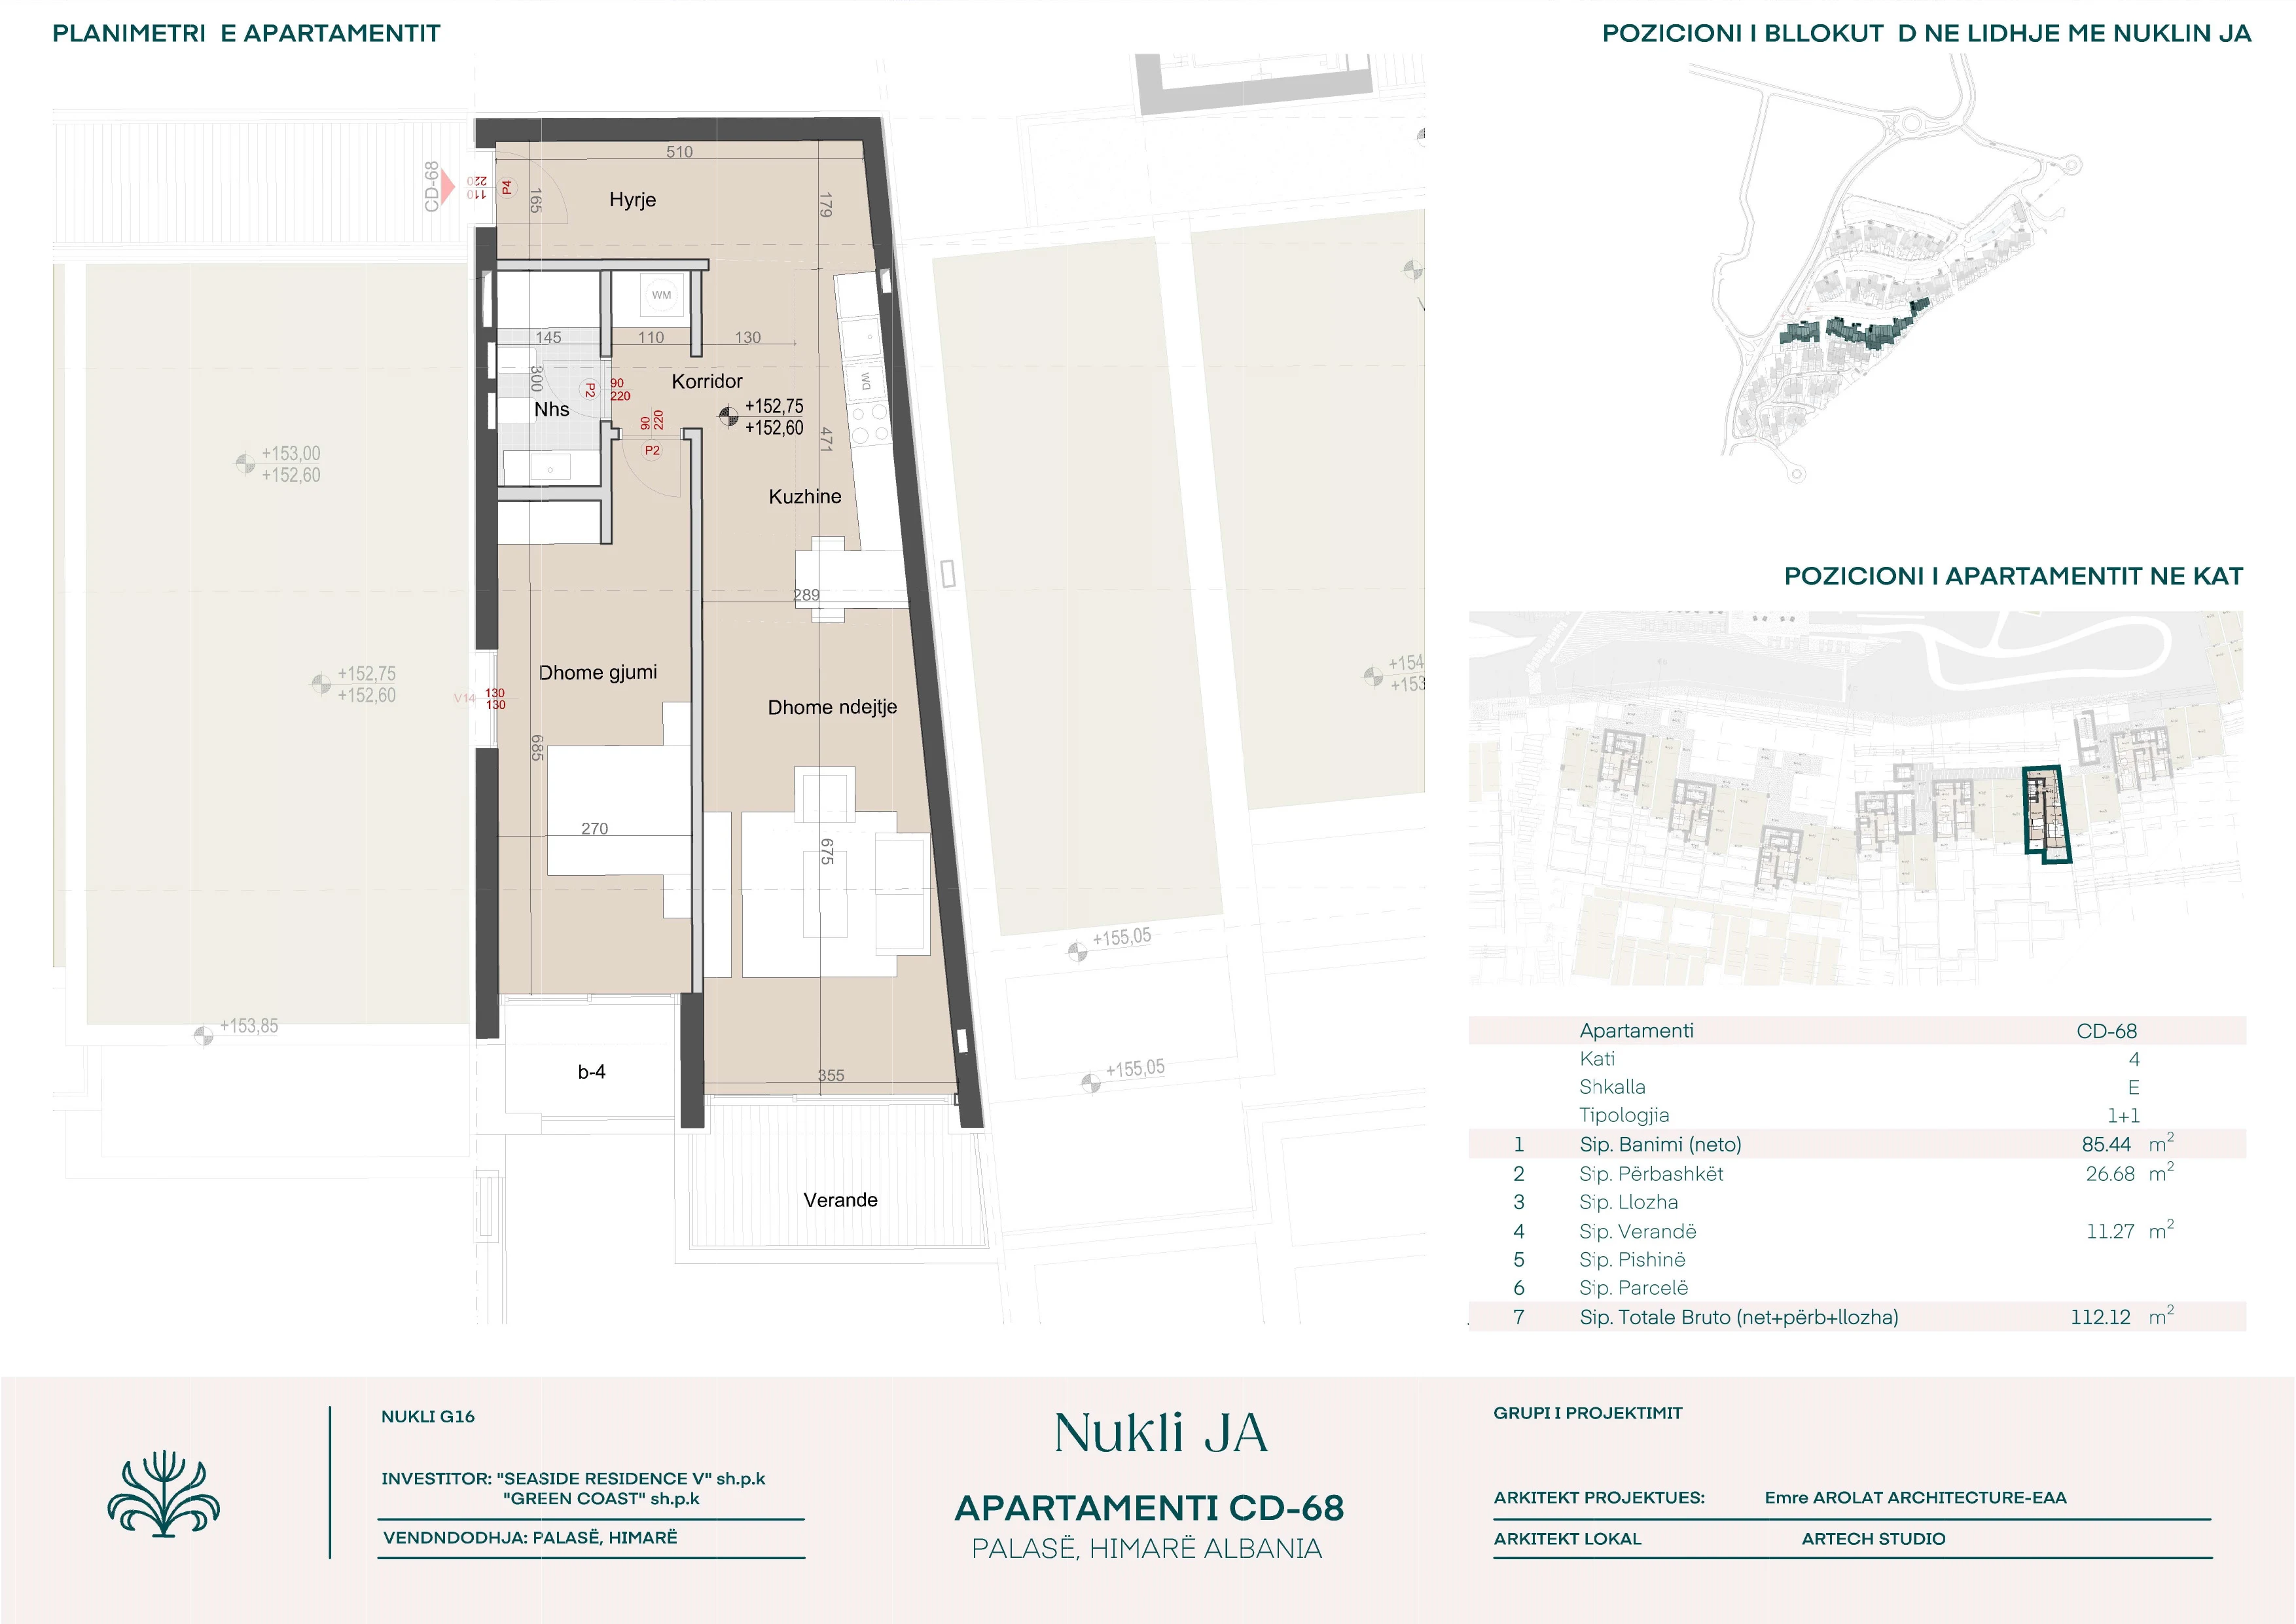 PLANIMETRI E APARTAMENTIT
POZICIONI I BLLOKUT D NE LIDHJE ME NUKLIN JA
CD-68
110
220
P4
510
165
Hyrje
179
WM
145
110
130
300
P2
90
220
Korridor
Nhs
90
220
P2
+152,75
+152,60
WD
471
Kuzhine
289
+153,00
+152,60
+152,75
+152,60
V14
130
130
Dhome gjumi
Dhome ndejtje
685
270
675
+154
+153
+155,05
+153,85
b-4
355
+155,05
Verande
POZICIONI I APARTAMENTIT NE KAT
Apartamenti CD-68
Kati 4
Shkalla E
Tipologjia 1+1
1 Sip. Banimi (neto) 85.44 m²
2 Sip. Përbashkët 26.68 m²
3 Sip. Llozha
4 Sip. Verandë 11.27 m²
5 Sip. Pishinë
6 Sip. Parcelë
7 Sip. Totale Bruto (net+përb+llozha) 112.12 m²
NUKLI G16
INVESTITOR: "SEASIDE RESIDENCE V" sh.p.k
"GREEN COAST" sh.p.k
VENDNDODHJA: PALASË, HIMARË
Nukli JA
APARTAMENTI CD-68
PALASË, HIMARË ALBANIA
GRUPI I PROJEKTIMIT
ARKITEKT PROJEKTUES: Emre AROLAT ARCHITECTURE-EAA
ARKITEKT LOKAL ARTECH STUDIO